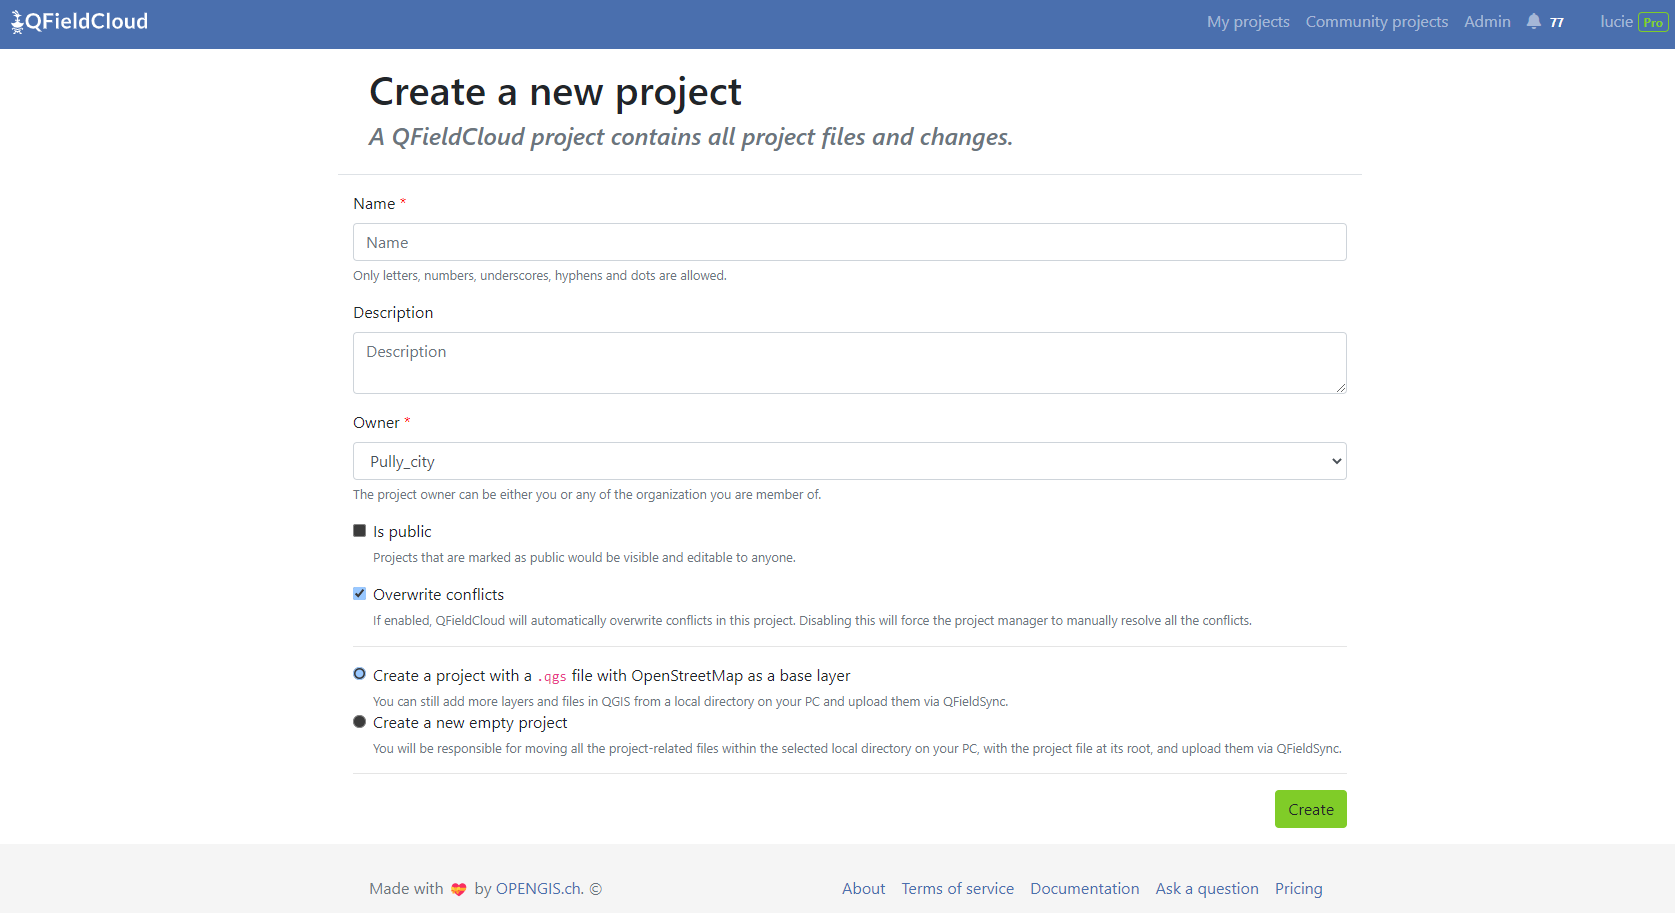 QFieldCloud
My projects Community projects Admin 77 lucie Pro
Create a new project
A QFieldCloud project contains all project files and changes.
Name *
Name
Only letters, numbers, underscores, hyphens and dots are allowed.
Description
Description
Owner *
Pully_city
The project owner can be either you or any of the organization you are member of.
Is public
Projects that are marked as public would be visible and editable to anyone.
Overwrite conflicts
If enabled, QFieldCloud will automatically overwrite conflicts in this project. Disabling this will force the project manager to manually resolve all the conflicts.
Create a project with a .qgs file with OpenStreetMap as a base layer
You can still add more layers and files in QGIS from a local directory on your PC and upload them via QFieldSync.
Create a new empty project
You will be responsible for moving all the project-related files within the selected local directory on your PC, with the project file at its root, and upload them via QFieldSync.
Create
Made with by OPENGIS.ch. ©
About Terms of service Documentation Ask a question Pricing